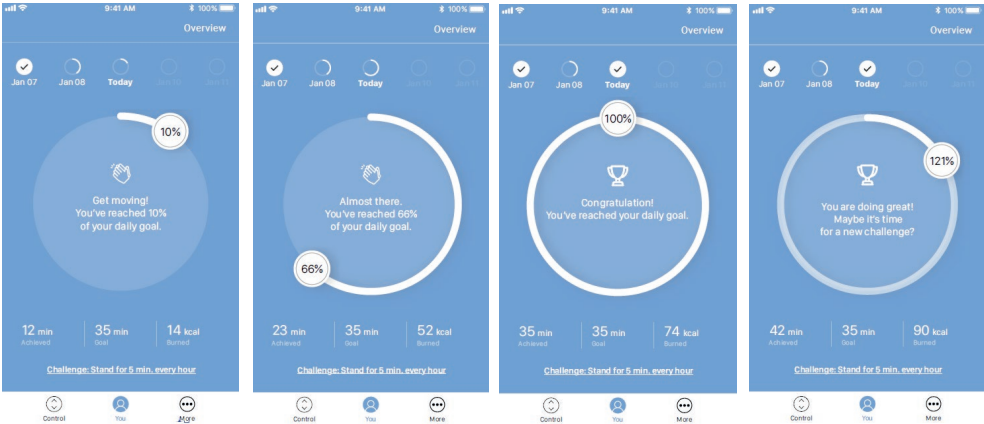 9:41 AM 100%
Overview
Jan 07 Jan 08 Today
10%
Get moving!
You've reached 10%
of your daily goal.
12 min 35 min 14 kcal
Achieved Goal Burned
Challenge: Stand for 5 min. every hour
Control You More
9:41 AM 100%
Overview
Jan 07 Jan 08 Today
Almost there.
You've reached 66%
of your daily goal.
66%
23 min 35 min 52 kcal
Achieved Goal Burned
Challenge: Stand for 5 min. every hour
Control You More
9:41 AM 100%
Overview
Jan 07 Jan 08 Today
100%
Congratulation!
You've reached your daily goal.
35 min 35 min 74 kcal
Achieved Goal Burned
Challenge: Stand for 5 min. every hour
Control You More
9:41 AM 100%
Overview
Jan 07 Jan 08 Today
121%
You are doing great!
Maybe it's time
for a new challenge?
42 min 35 min 90 kcal
Achieved Goal Burned
Challenge: Stand for 5 min. every hour
Control You More